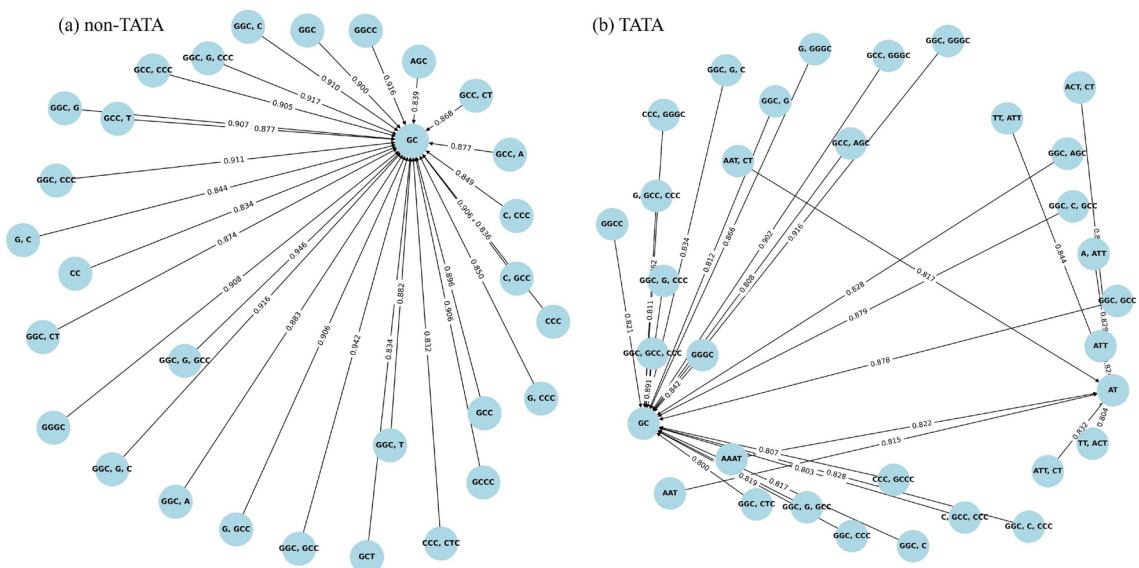 (a) non-TATA
GGC, C
GGC
GGCC
AGC
GGC, G, CCC
GCC, CCC
GCC, CT
GGC, G
GCC, T
GC
GCC, A
GGC, CCC
C, CCC
G, C
CC
C, GCC
CCC
GGC, CT
GGC, G, GCC
G, CCC
GCC
GGGC
GGC, T
GGC, G, C
GCCC
GGC, A
G, GCC
GGC, GCC
GCT
CCC, CTC
0.910
0.900
0.916
0.839
0.917
0.905
0.868
0.907
0.877
0.877
0.911
0.849
0.844
0.834
0.874
0.906
0.836
0.946
0.850
0.908
0.916
0.896
0.882
0.883
0.906
0.906
0.942
0.834
0.832
(b) TATA
G, GGGC
GCC, GGGC
GGC, GGGC
GGC, G, C
ACT, CT
GGC, G
CCC, GGGC
TT, ATT
GCC, AGC
AAT, CT
GGC, AGC
G, GCC, CCC
GGC, C, GCC
GGCC
A, ATT
GGC, G, CCC
GGC, GCC
GGC, GCC, CCC
GGGC
ATT
AT
GC
TT, ACT
AAAT
ATT, CT
CCC, GCCC
AAT
GGC, CTC
GGC, G, GCC
C, GCC, CCC
GGC, C, CCC
GGC, CCC
GGC, C
0.834
0.866
0.902
0.916
0.844
0.817
0.812
0.808
0.828
0.879
0.811
0.821
0.829
0.878
0.891
0.842
0.804
0.832
0.822
0.815
0.807
0.803
0.828
0.800
0.819
0.817